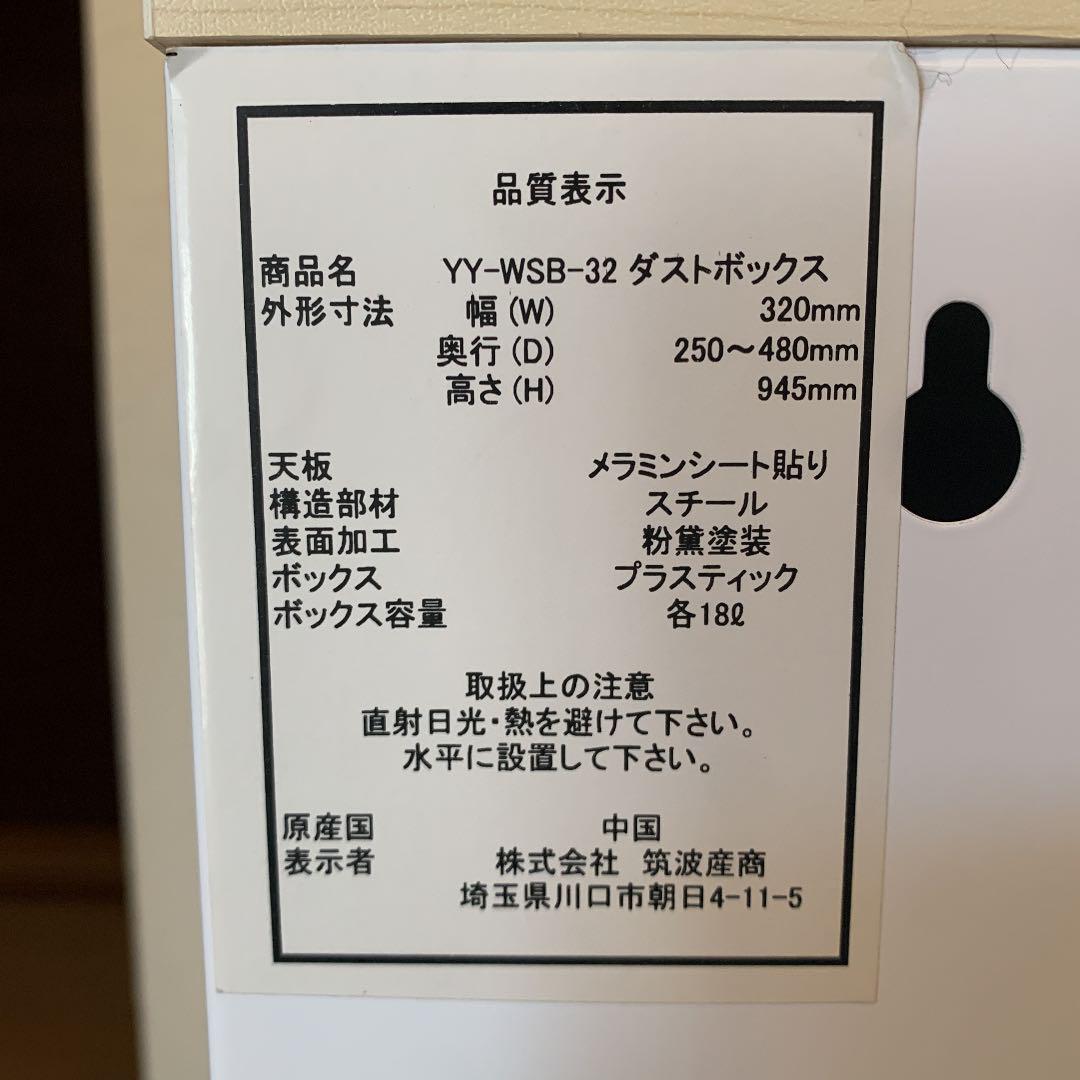 品質表示
商品名 YY-WSB-32 ダストボックス
外形寸法 幅(W) 320mm
奥行(D) 250～480mm
高さ(H) 945mm
天板 メラミンシート貼り
構造部材 スチール
表面加工 粉黛塗装
ボックス プラスティック
ボックス容量 各18ℓ
取扱上の注意
直射日光・熱を避けて下さい。
水平に設置して下さい。
原産国 中国
表示者 株式会社 筑波産商
埼玉県川口市朝日4-11-5